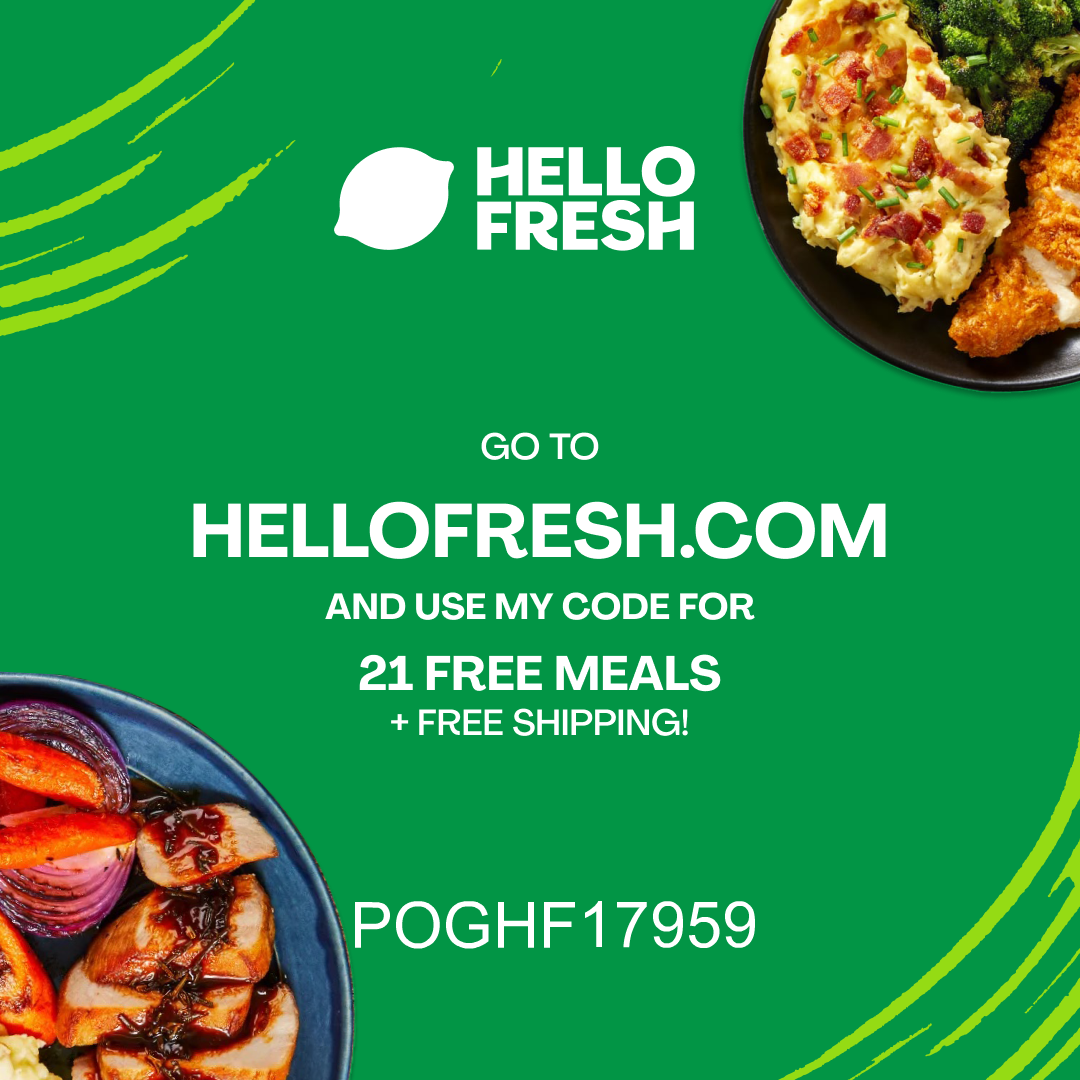 HELLO
FRESH
GO TO
HELLOFRESH.COM
AND USE MY CODE FOR
21 FREE MEALS
+ FREE SHIPPING!
POGHF17959